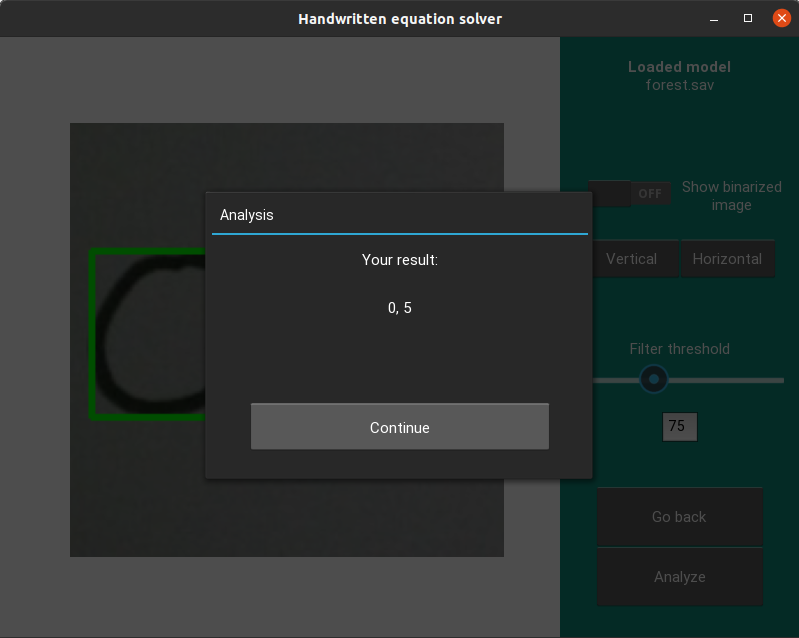 Handwritten equation solver
Loaded model
forest.sav
OFF
Show binarized
image
Vertical
Horizontal
Filter threshold
75
Go back
Analyze
Analysis
Your result:
0, 5
Continue